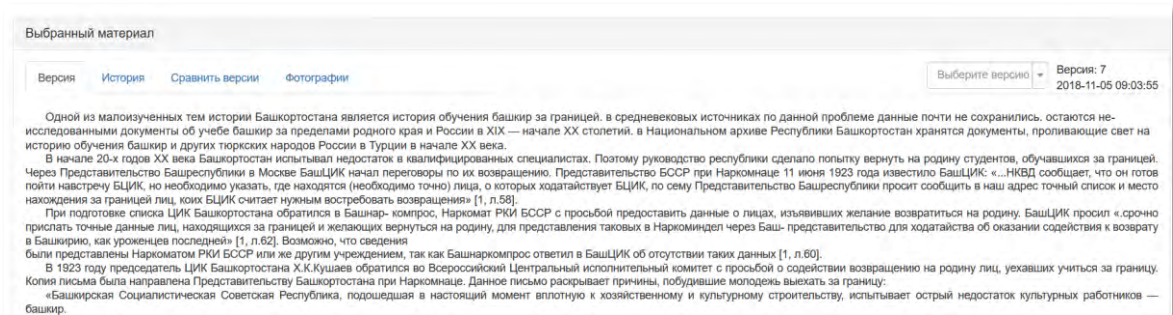 Выбранный материал
Версия История Сравнить версии Фотографии Выберите версию Версия: 7
2018-11-05 09:03:55
Одной из малоизученных тем истории Башкортостана является история обучения башкир за границей. в средневековых источниках по данной проблеме данные почти не сохранились. остаются не-
исследованными документы об учебе башкир за пределами родного края и России в XIX — начале XX столетий. в Национальном архиве Республики Башкортостан хранятся документы, проливающие свет на
историю обучения башкир и других тюркских народов России в Турции в начале XX века.
В начале 20-х годов XX века Башкортостан испытывал недостаток в квалифицированных специалистах. Поэтому руководство республики сделало попытку вернуть на родину студентов, обучавшихся за границей.
Через Представительство Башреспублики в Москве БашЦИК начал переговоры по их возвращению. Представительство БССР при Наркомнаце 11 июня 1923 года известило БашЦИК: «...НКВД сообщает, что он готов
пойти навстречу БЦИК, но необходимо указать, где находятся (необходимо точно) лица, о которых ходатайствует БЦИК, по сему Представительство Башреспублики просит сообщить в наш адрес точный список и место
нахождения за границей лиц, коих БЦИК считает нужным востребовать возвращения» [1, л.58].
При подготовке списка ЦИК Башкортостана обратился в Башнар- компрос, Наркомат РКИ БССР с просьбой предоставить данные о лицах, изъявивших желание возвратиться на родину. БашЦИК просил «.срочно
прислать точные данные лиц, находящихся за границей и желающих вернуться на родину, для представления таковых в Наркоминдел через Баш- представительство для ходатайства об оказании содействия к возврату
в Башкирию, как уроженцев последней» [1, л.62]. Возможно, что сведения
были представлены Наркоматом РКИ БССР или же другим учреждением, так как Башнаркомпрос ответил в БашЦИК об отсутствии таких данных [1, л.60].
В 1923 году председатель ЦИК Башкортостана Х.К.Кушаев обратился во Всероссийский Центральный исполнительный комитет с просьбой о содействии возвращению на родину лиц, уехавших учиться за границу.
Копия письма была направлена Представительству Башкортостана при Наркомнаце. Данное письмо раскрывает причины, побудившие молодежь выехать за границу:
«Башкирская Социалистическая Советская Республика, подошедшая в настоящий момент вплотную к хозяйственному и культурному строительству, испытывает острый недостаток культурных работников —
башкир.